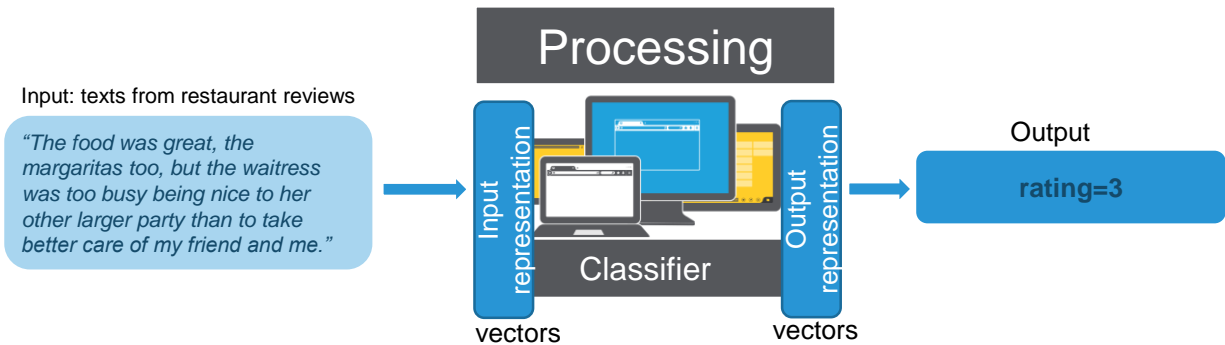 Processing
Input: texts from restaurant reviews
“The food was great, the
margaritas too, but the waitress
was too busy being nice to her
other larger party than to take
better care of my friend and me.”
Input
representation
Classifier
Output
representation
vectors
vectors
Output
rating=3